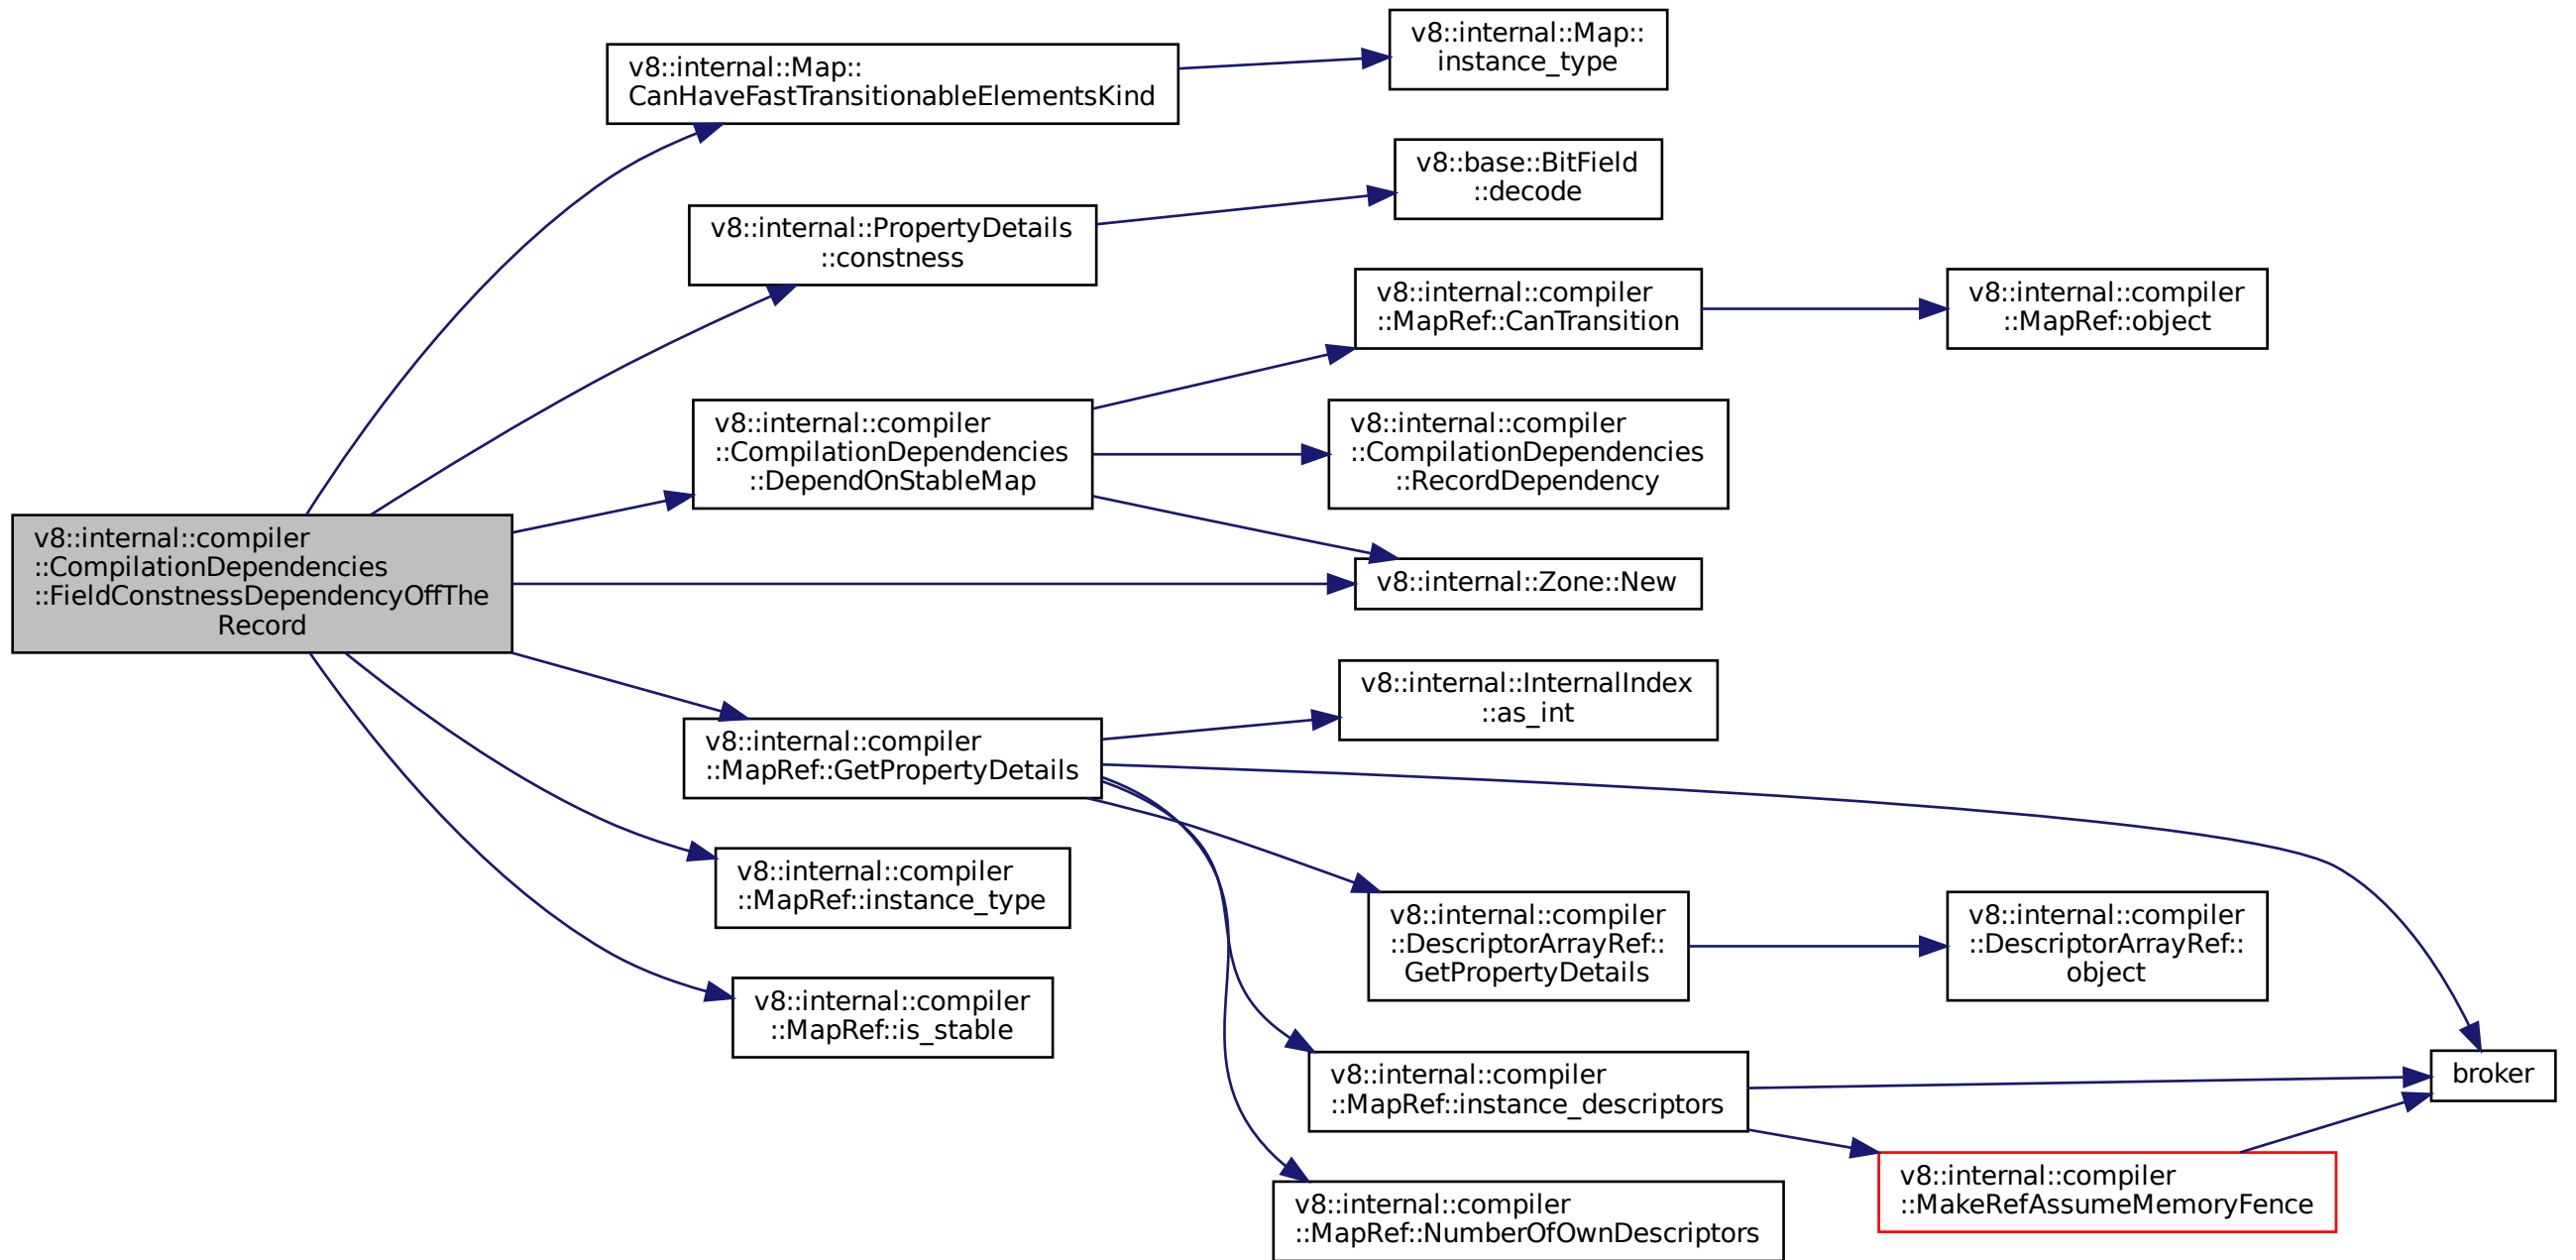 v8::internal::compiler
::CompilationDependencies
::FieldConstnessDependencyOffThe
Record
v8::internal::Map::
CanHaveFastTransitionableElementsKind
v8::internal::Map::
instance_type
v8::internal::PropertyDetails
::constness
v8::base::BitField
::decode
v8::internal::compiler
::CompilationDependencies
::DependOnStableMap
v8::internal::compiler
::MapRef::CanTransition
v8::internal::compiler
::MapRef::object
v8::internal::compiler
::CompilationDependencies
::RecordDependency
v8::internal::Zone::New
v8::internal::compiler
::MapRef::GetPropertyDetails
v8::internal::InternalIndex
::as_int
v8::internal::compiler
::DescriptorArrayRef::
GetPropertyDetails
v8::internal::compiler
::DescriptorArrayRef::
object
v8::internal::compiler
::MapRef::instance_descriptors
broker
v8::internal::compiler
::MakeRefAssumeMemoryFence
v8::internal::compiler
::MapRef::NumberOfOwnDescriptors
v8::internal::compiler
::MapRef::instance_type
v8::internal::compiler
::MapRef::is_stable